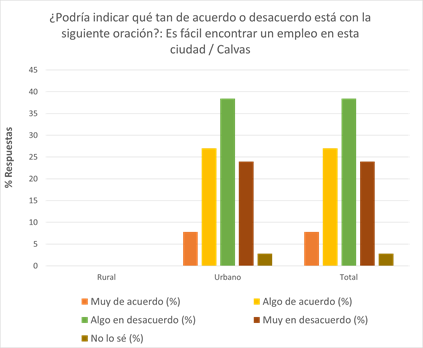 ¿Podría indicar qué tan de acuerdo o desacuerdo está con la
siguiente oración?: Es fácil encontrar un empleo en esta
ciudad / Calvas
45
40
35
30
25
20
15
10
5
0
% Respuestas
Rural Urbano Total
Muy de acuerdo (%) Algo de acuerdo (%)
Algo en desacuerdo (%) Muy en desacuerdo (%)
No lo sé (%)